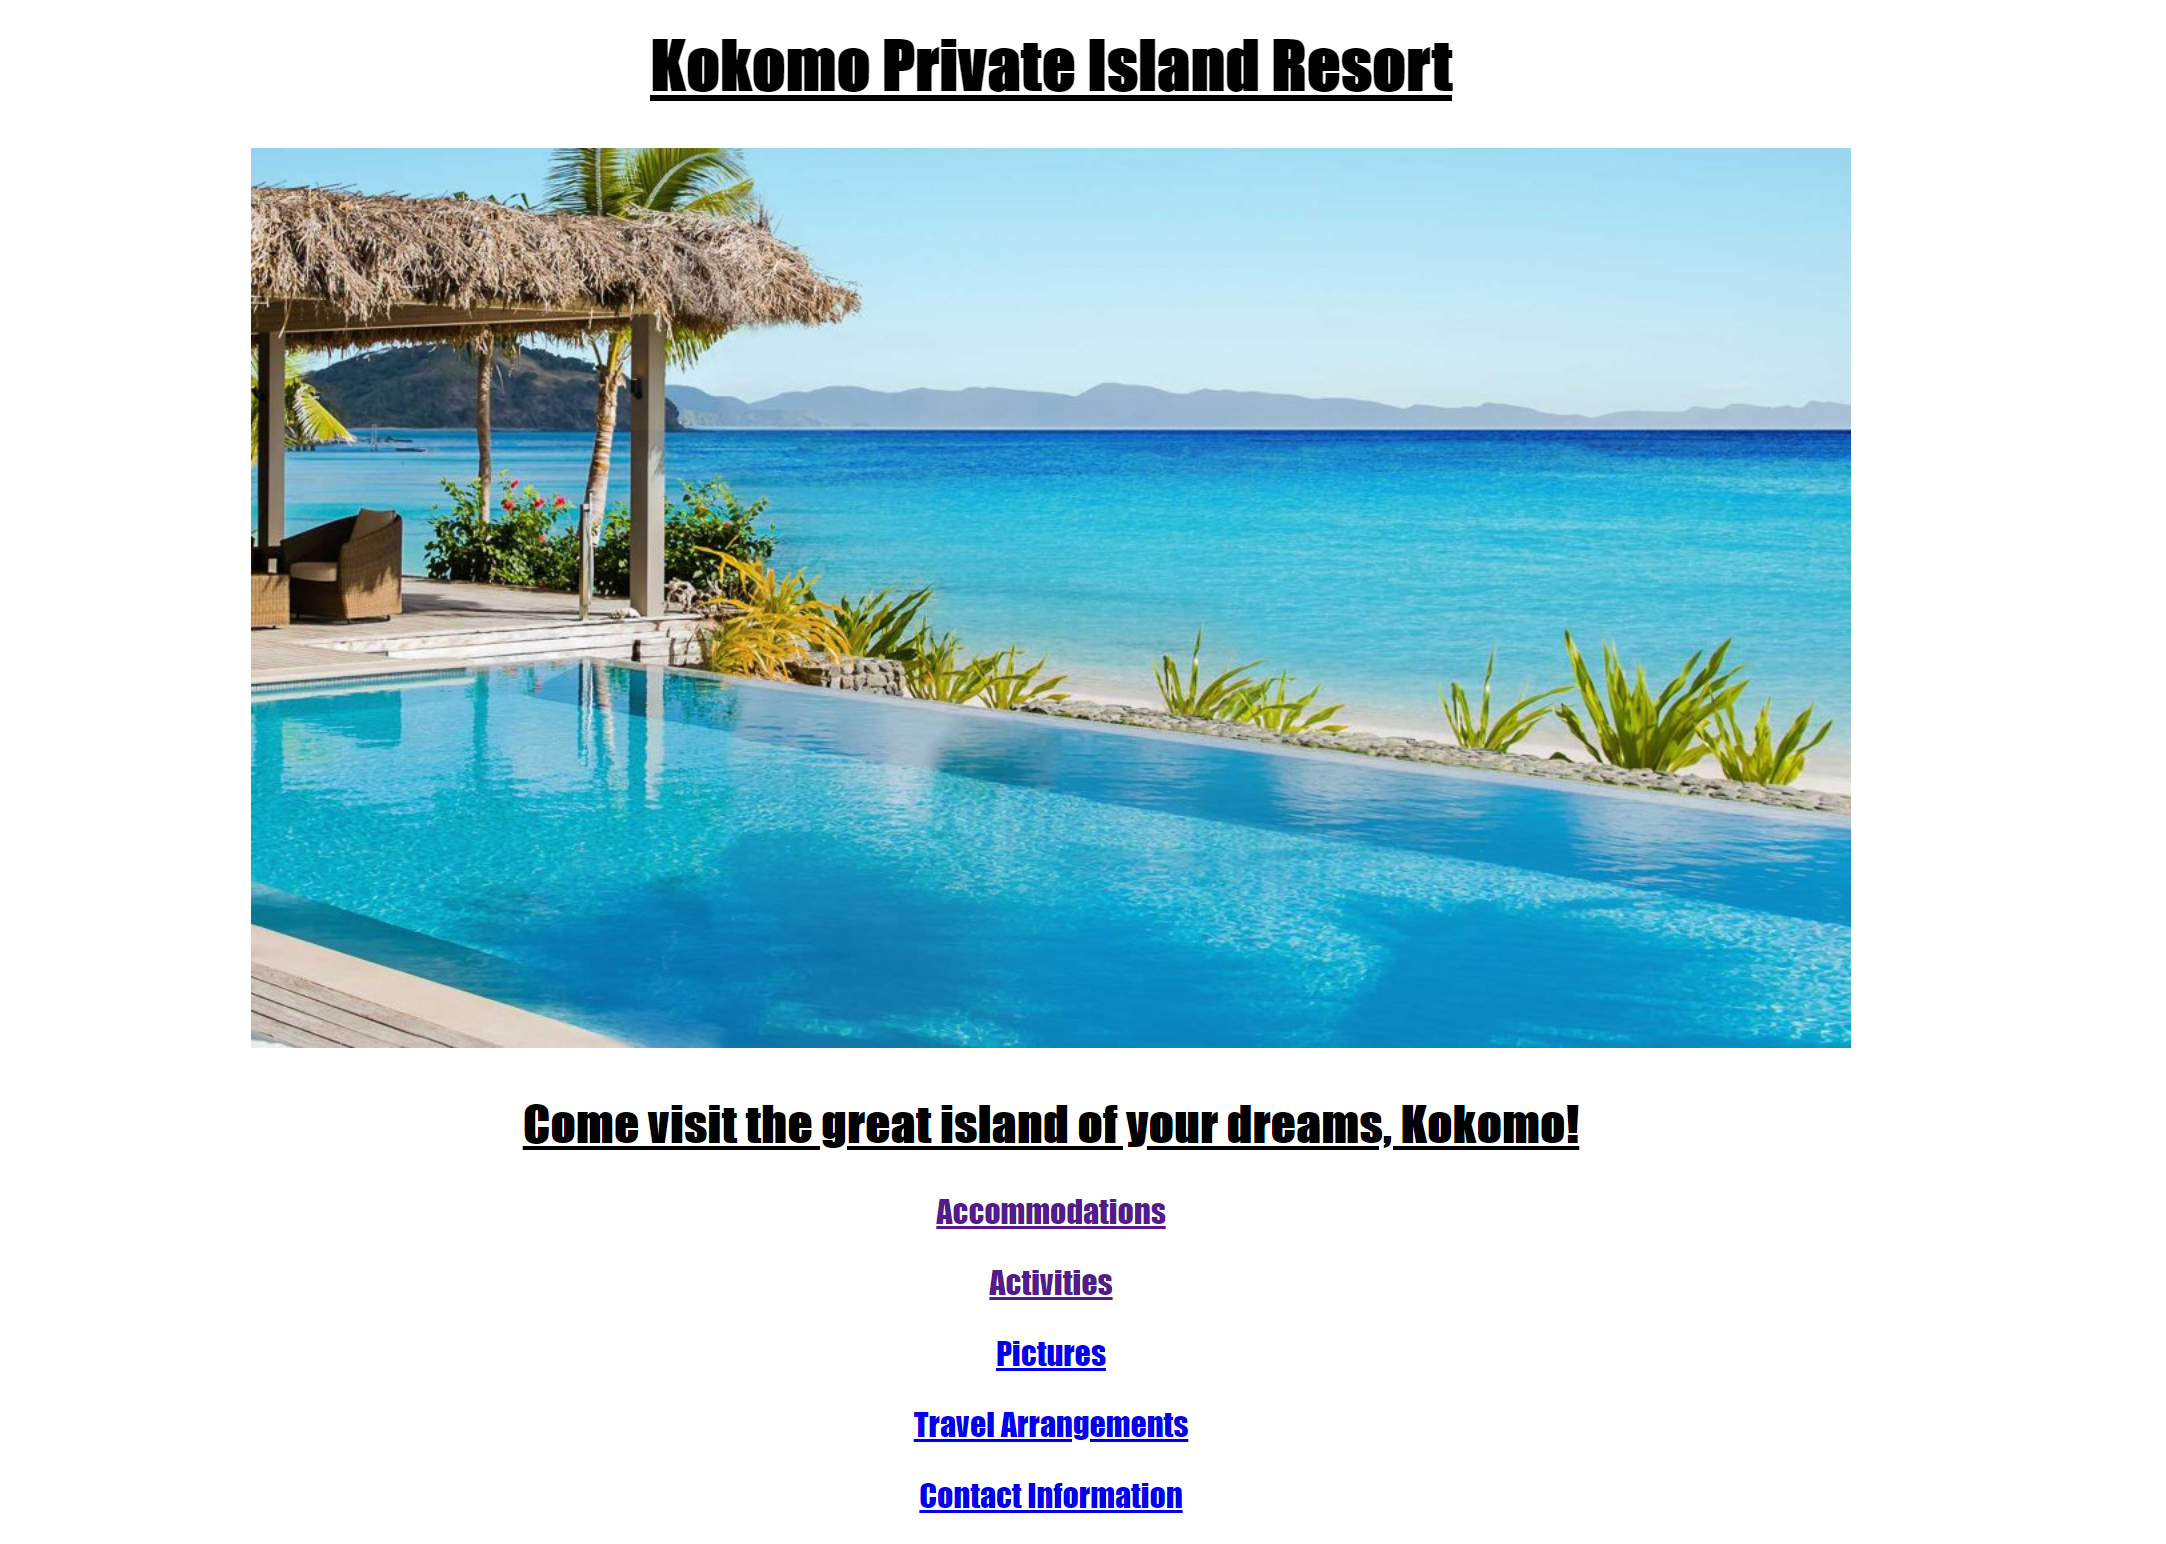 Kokomo Private Island Resort
Come visit the great island of your dreams, Kokomo!
Accommodations
Activities
Pictures
Travel Arrangements
Contact Information